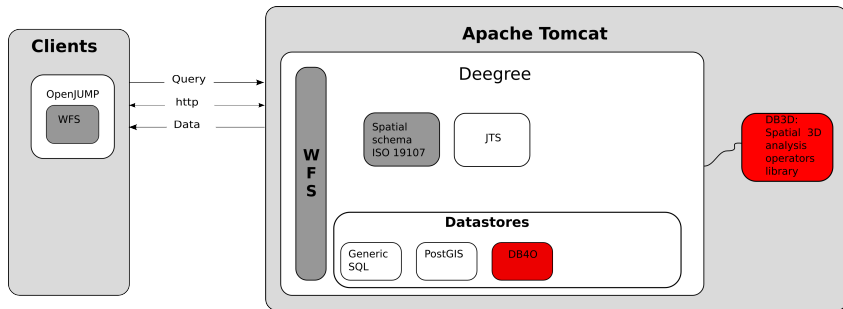 Clients
OpenJUMP
WFS
Query
http
Data
Apache Tomcat
Deegree
W
F
S
Spatial
schema
ISO 19107
JTS
Datastores
Generic
SQL
PostGIS
DB4O
DB3D:
Spatial 3D
analysis
operators
library